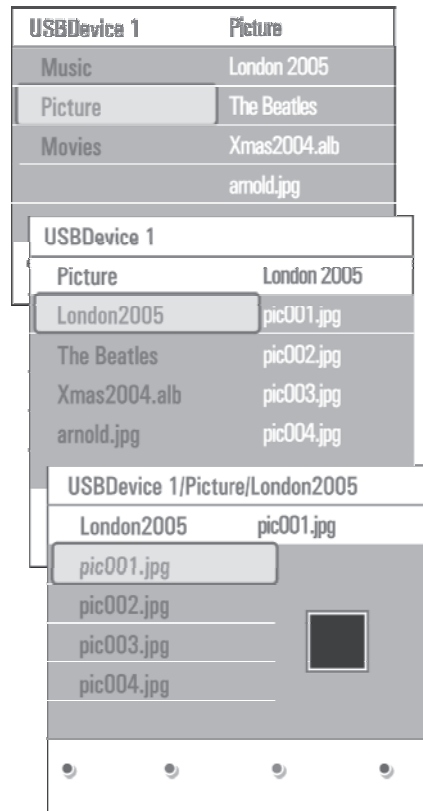 USBDevice 1 Picture
Music London 2005
Picture The Beatles
Movies Xmas2004.alb
arnold.jpg
USBDevice 1
Picture London 2005
London2005 pic001.jpg
The Beatles pic002.jpg
Xmas2004.alb pic003.jpg
arnold.jpg pic004.jpg
USBDevice 1/Picture/London2005
London2005 pic001.jpg
pic001.jpg
pic002.jpg
pic003.jpg
pic004.jpg